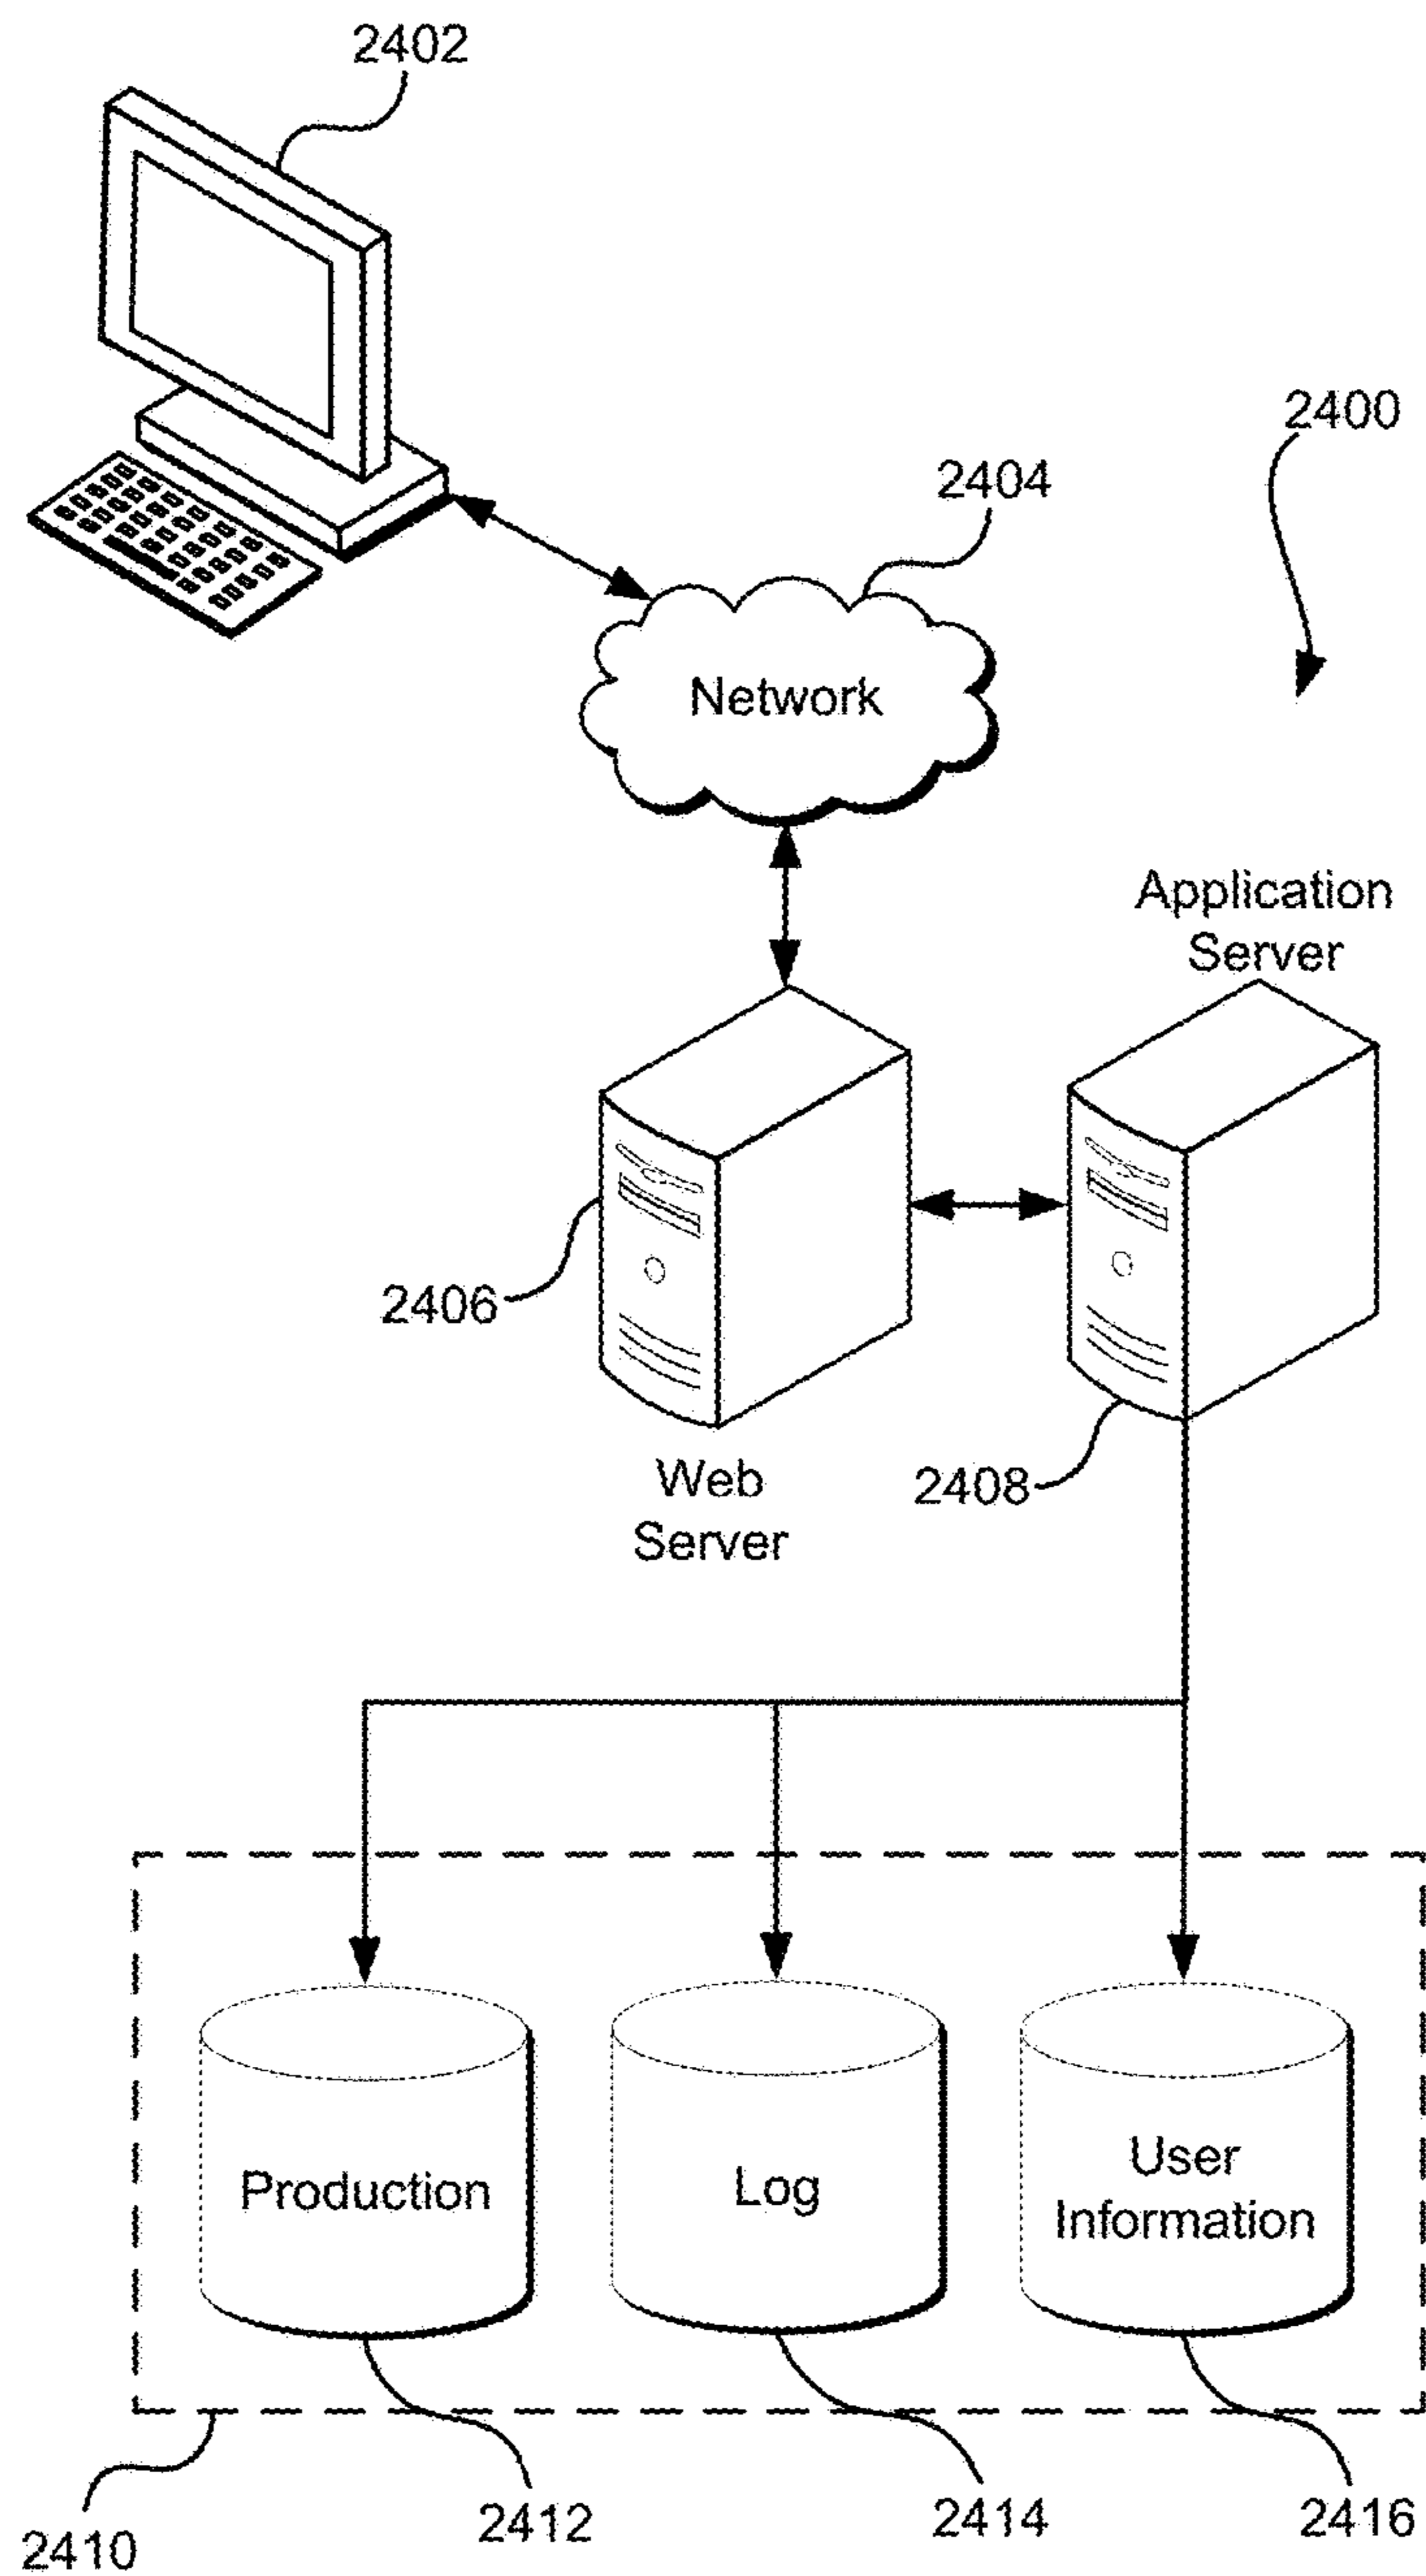 2402
2400
2404
Network
Application
Server
2406
Web
Server
2408
Production
Log
User
Information
2410
2412
2414
2416